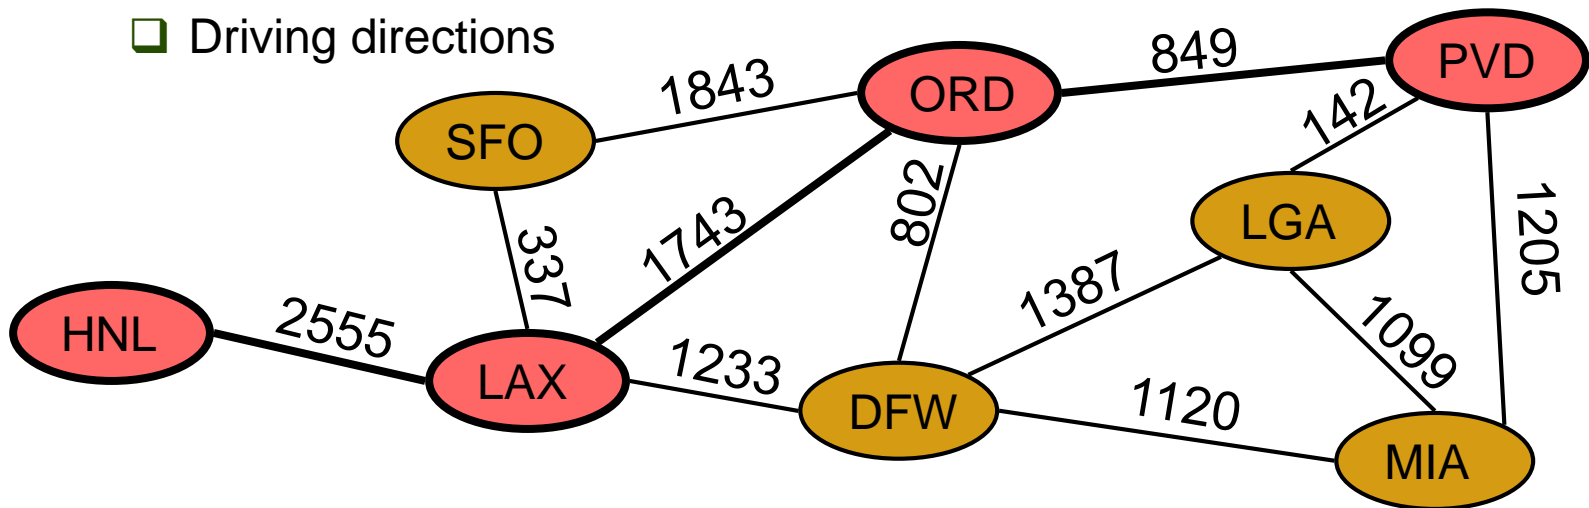 Driving directions
849
PVD
1843
ORD
142
SFO
802
LGA
1205
337
1743
1387
HNL
2555
1099
LAX
1233
DFW
1120
MIA